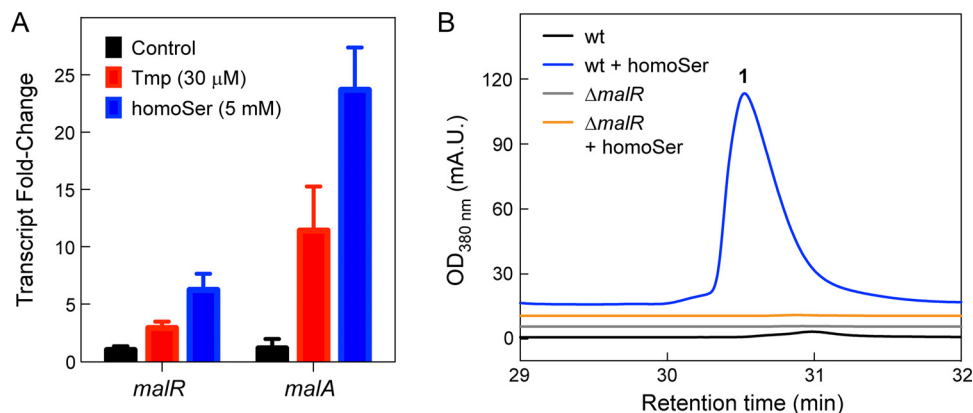 A
Control
Tmp (30 μM)
homoSer (5 mM)
Transcript Fold-Change
25
20
15
10
5
0
malR
malA
B
wt
wt + homoSer
ΔmalR
ΔmalR
+ homoSer
1
OD380 nm (mA.U.)
120
90
60
30
0
29
30
31
32
Retention time (min)